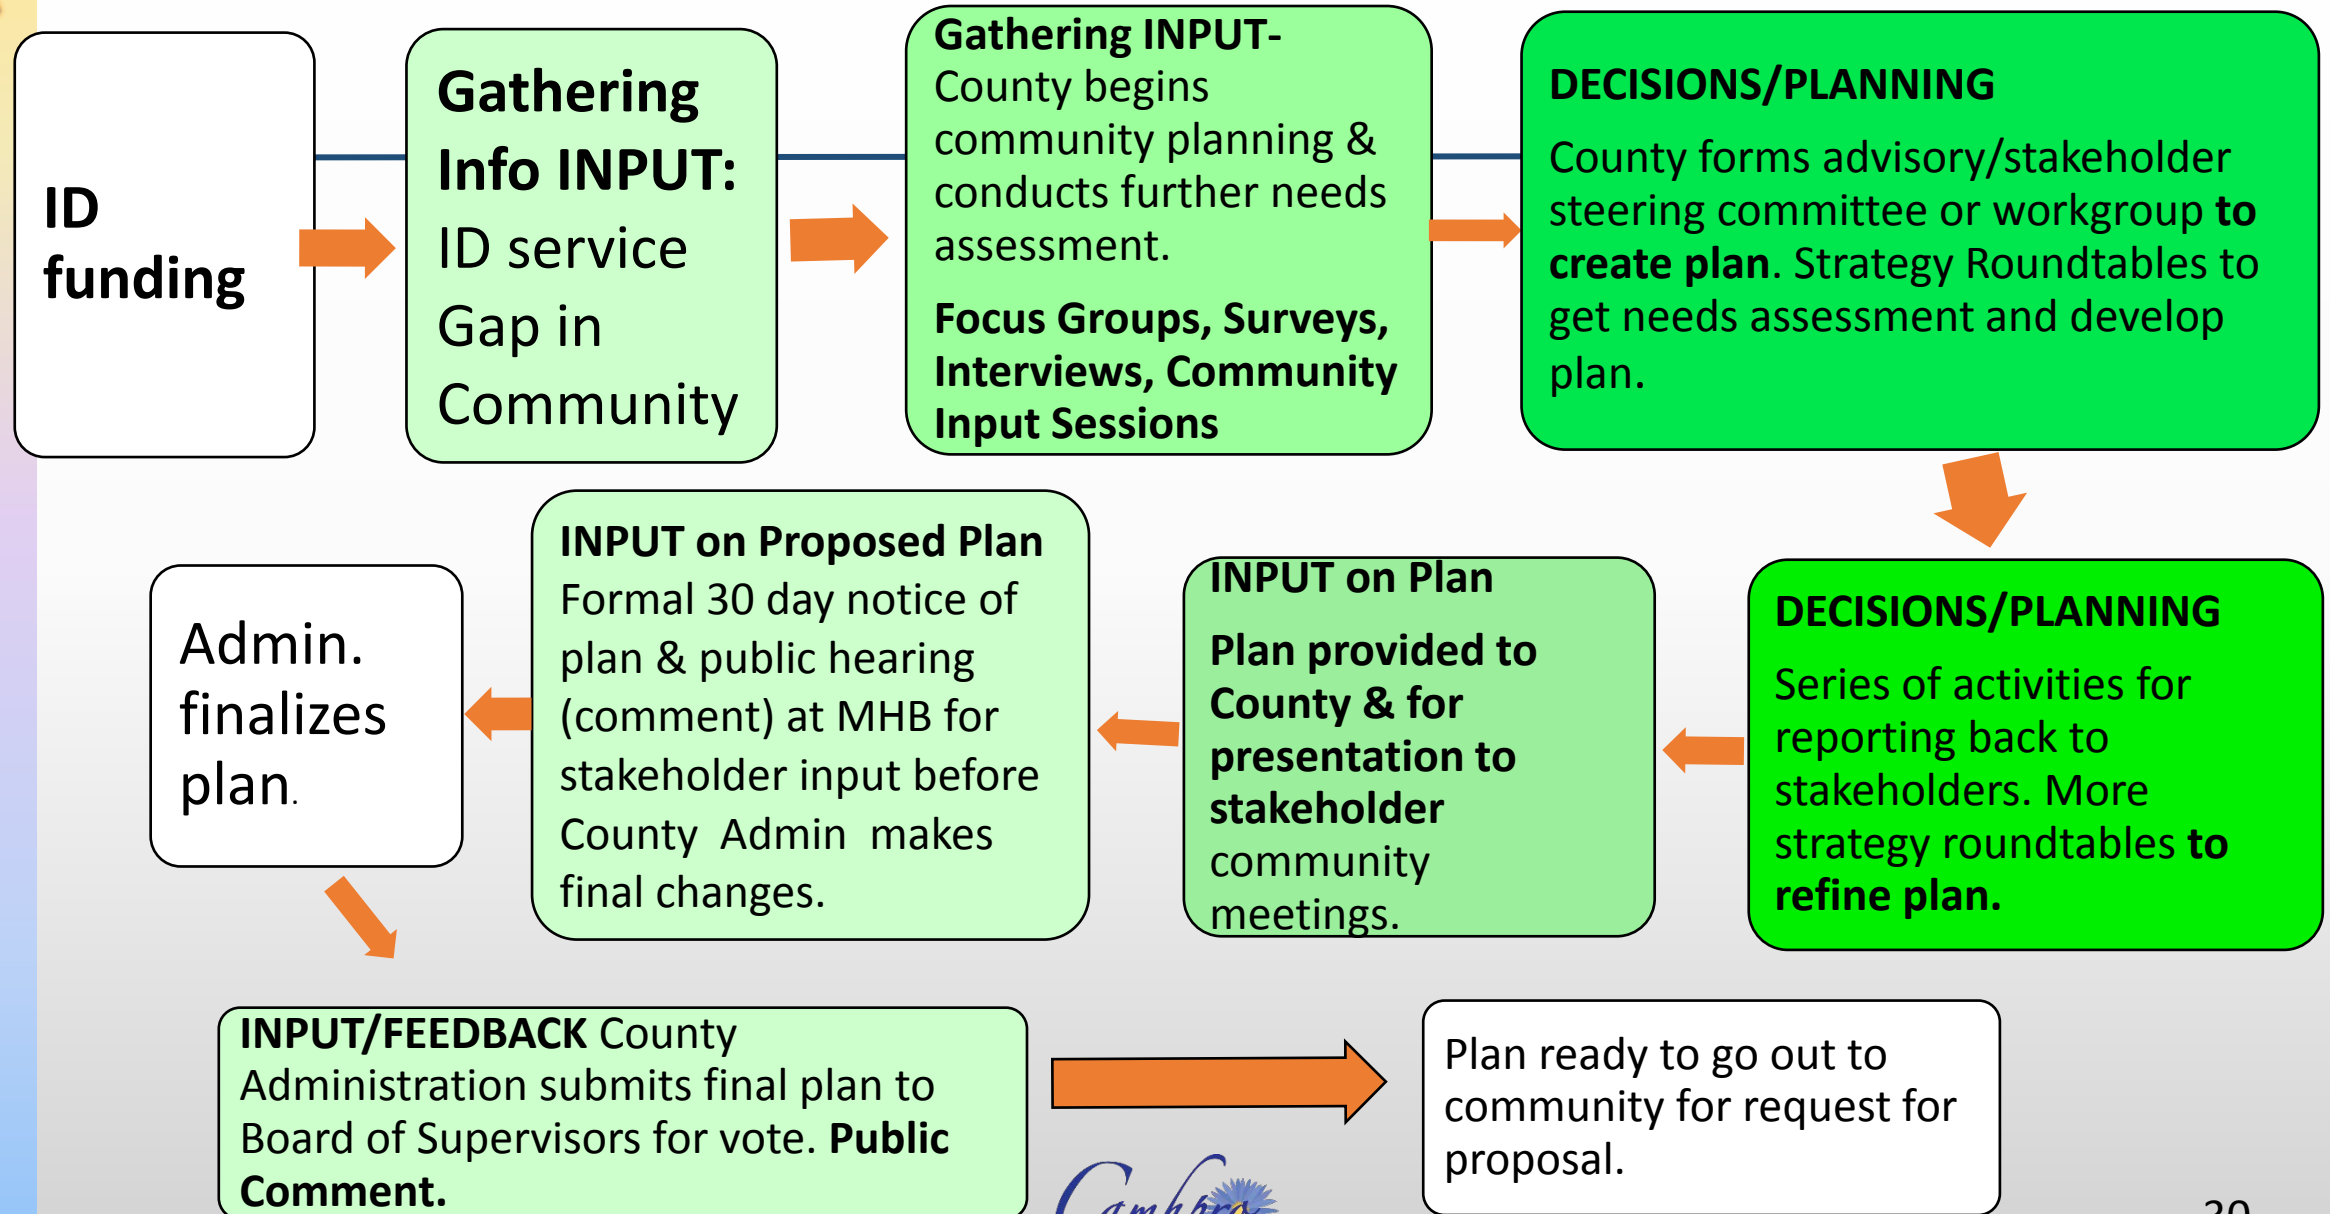 ID
funding
Gathering
Info INPUT:
ID service
Gap in
Community
Gathering INPUT-
County begins
community planning &
conducts further needs
assessment.
Focus Groups, Surveys,
Interviews, Community
Input Sessions
DECISIONS/PLANNING
County forms advisory/stakeholder
steering committee or workgroup to
create plan. Strategy Roundtables to
get needs assessment and develop
plan.
DECISIONS/PLANNING
Series of activities for
reporting back to
stakeholders. More
strategy roundtables to
refine plan.
INPUT on Plan
Plan provided to
County & for
presentation to
stakeholder
community
meetings.
INPUT on Proposed Plan
Formal 30 day notice of
plan & public hearing
(comment) at MHB for
stakeholder input before
County Admin makes
final changes.
Admin.
finalizes
plan.
INPUT/FEEDBACK County
Administration submits final plan to
Board of Supervisors for vote. Public
Comment.
Plan ready to go out to
community for request for
proposal.
Camhpro